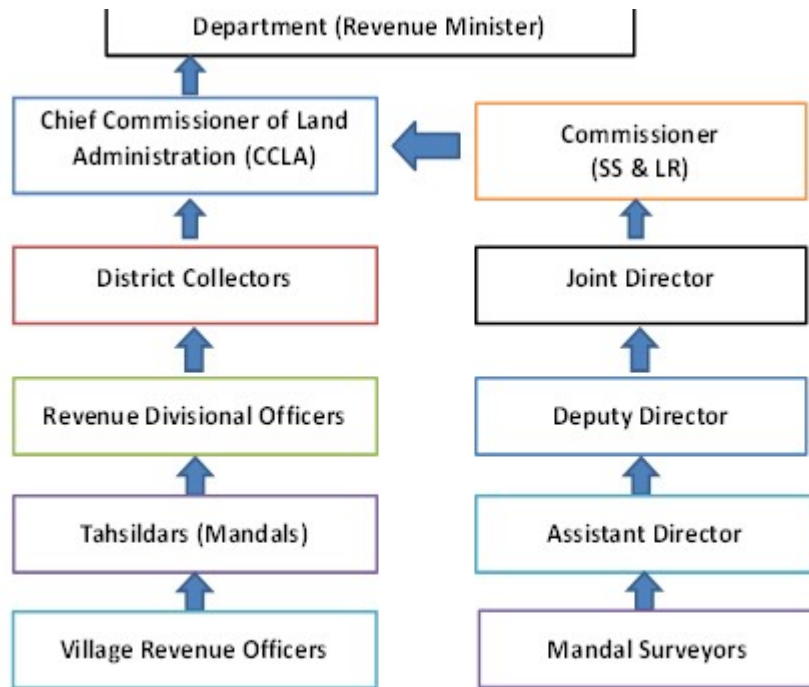 Department (Revenue Minister)
Chief Commissioner of Land
Administration (CCLA)
Commissioner
(SS & LR)
District Collectors
Joint Director
Revenue Divisional Officers
Deputy Director
Tahsildars (Mandals)
Assistant Director
Village Revenue Officers
Mandal Surveyors